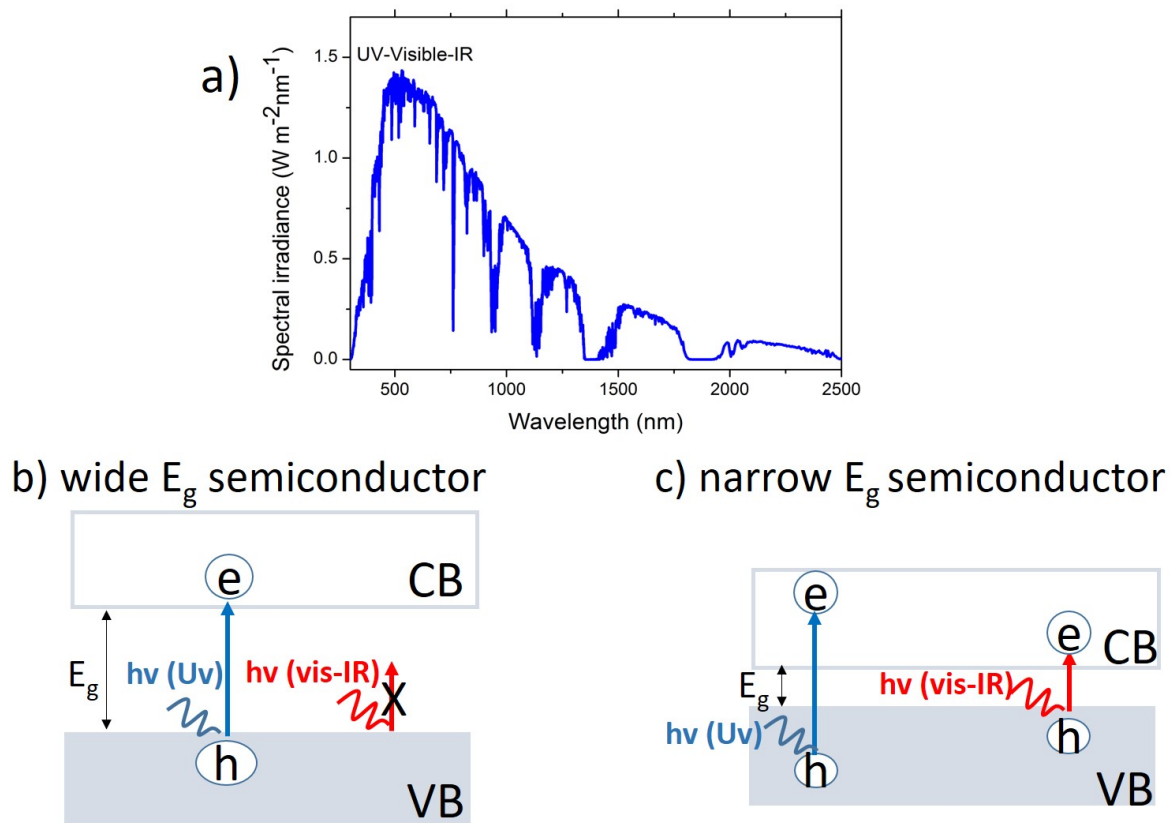 a)
UV-Visible-IR
Spectral irradiance (W m⁻²nm⁻¹)
1.5
1.0
0.5
0.0
500 1000 1500 2000 2500
Wavelength (nm)
b) wide Eg semiconductor
CB
e
Eg
hv (Uv)
hv (vis-IR)
X
h
VB
c) narrow Eg semiconductor
e
e
CB
Eg
hv (vis-IR)
hv (Uv)
h
h
VB